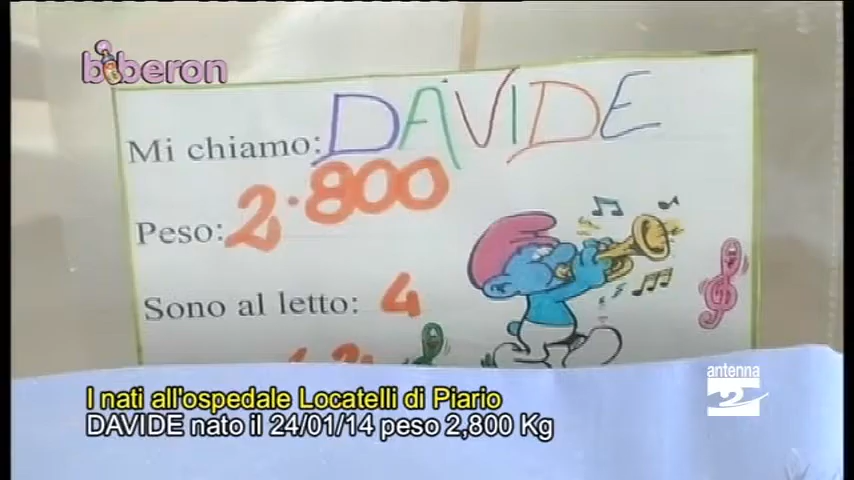 biberon
Mi chiamo: DAVIDE
Peso: 2.800
Sono al letto: 4
I nati all'ospedale Locatelli di Piario
DAVIDE nato il 24/01/14 peso 2,800 Kg
antenna
2